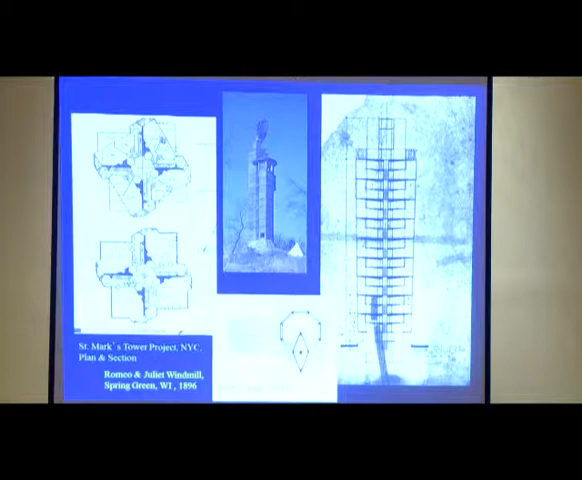 St. Mark's Tower Project, NYC.
Plan & Section
Romeo & Juliet Windmill,
Spring Green, WI , 1896